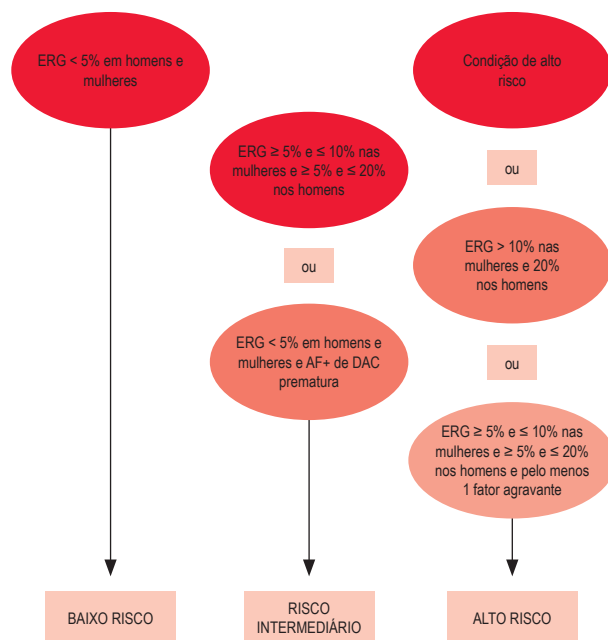 ERG < 5% em homens e
mulheres
ERG ≥ 5% e ≤ 10% nas
mulheres e ≥ 5% e ≤ 20%
nos homens
ou
ERG < 5% em homens e
mulheres e AF+ de DAC
prematura
Condição de alto
risco
ou
ERG > 10% nas
mulheres e 20%
nos homens
ou
ERG ≥ 5% e ≤ 10% nas
mulheres e ≥ 5% e ≤ 20%
nos homens e pelo menos
1 fator agravante
BAIXO RISCO
RISCO
INTERMEDIÁRIO
ALTO RISCO